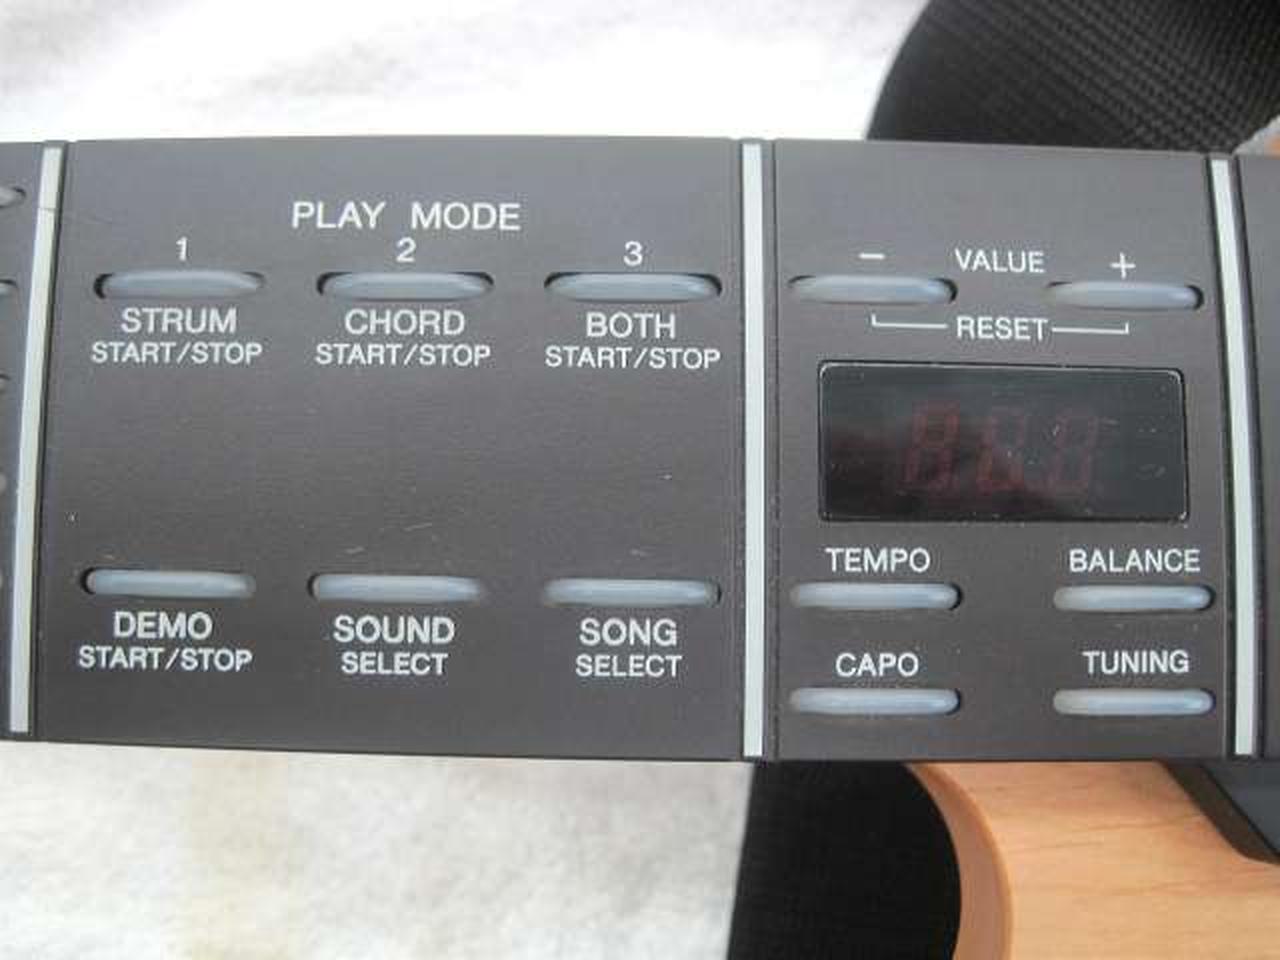 PLAY MODE
1 2 3
STRUM CHORD BOTH
START/STOP START/STOP START/STOP
DEMO SOUND SONG
START/STOP SELECT SELECT
- VALUE +
RESET
TEMPO BALANCE
CAPO TUNING